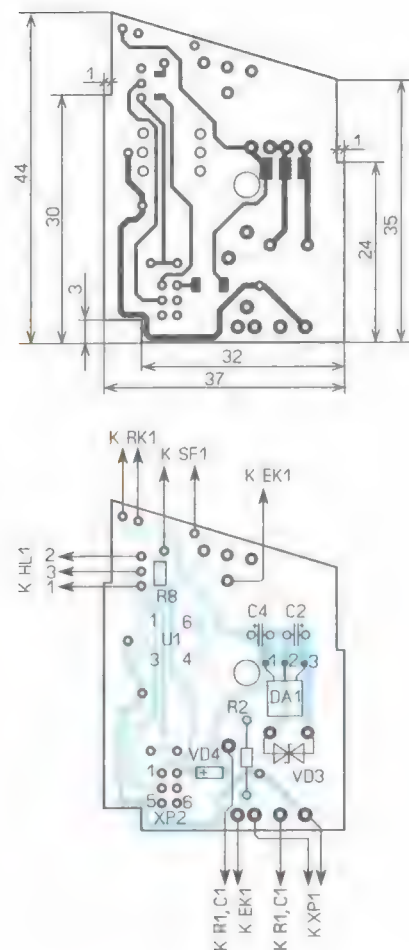 1
1
44
30
3
24
35
32
37
K RK1
K SF1
K EK1
K HL1
2
3
1
R8
1 6
U1
3 4
C4 C2
1 2 3
DA1
R2
VD4
+
VD3
1
5 6
XP2
K R1, C1
K EK1
K R1, C1
K XP1